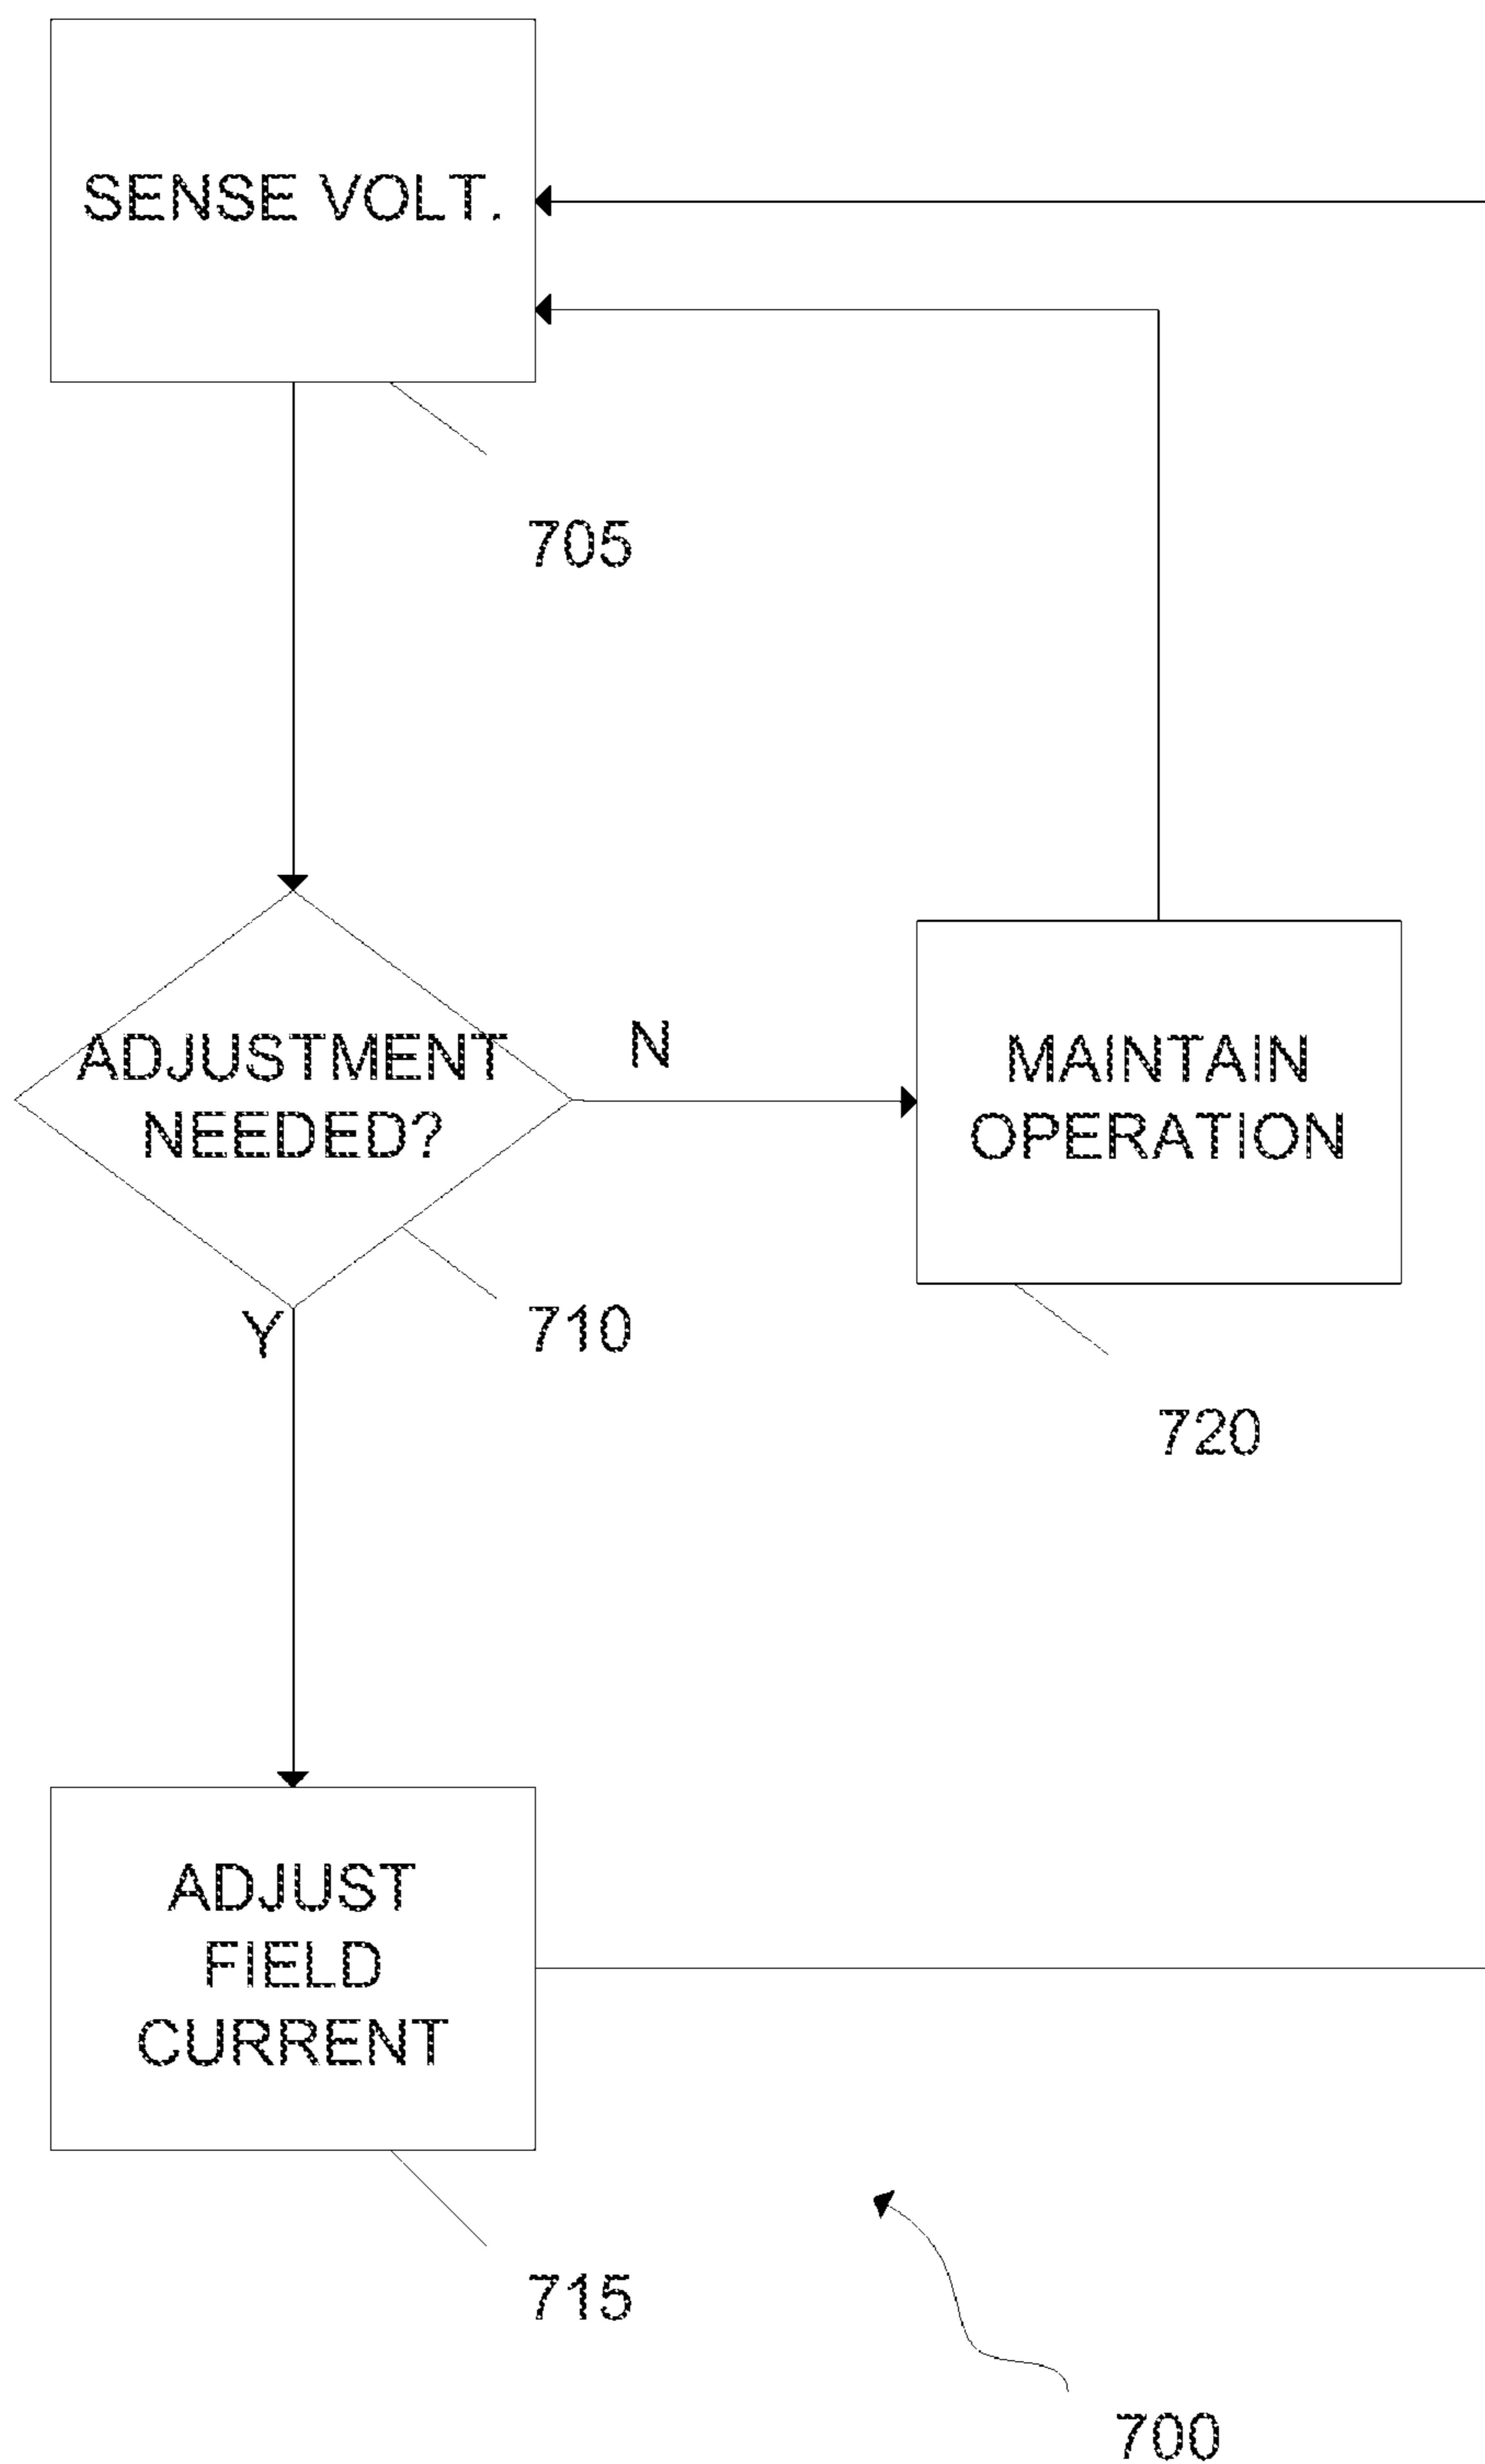 SENSE VOLT.
705
ADJUSTMENT
NEEDED?
N
MAINTAIN
OPERATION
Y
710
720
ADJUST
FIELD
CURRENT
715
700